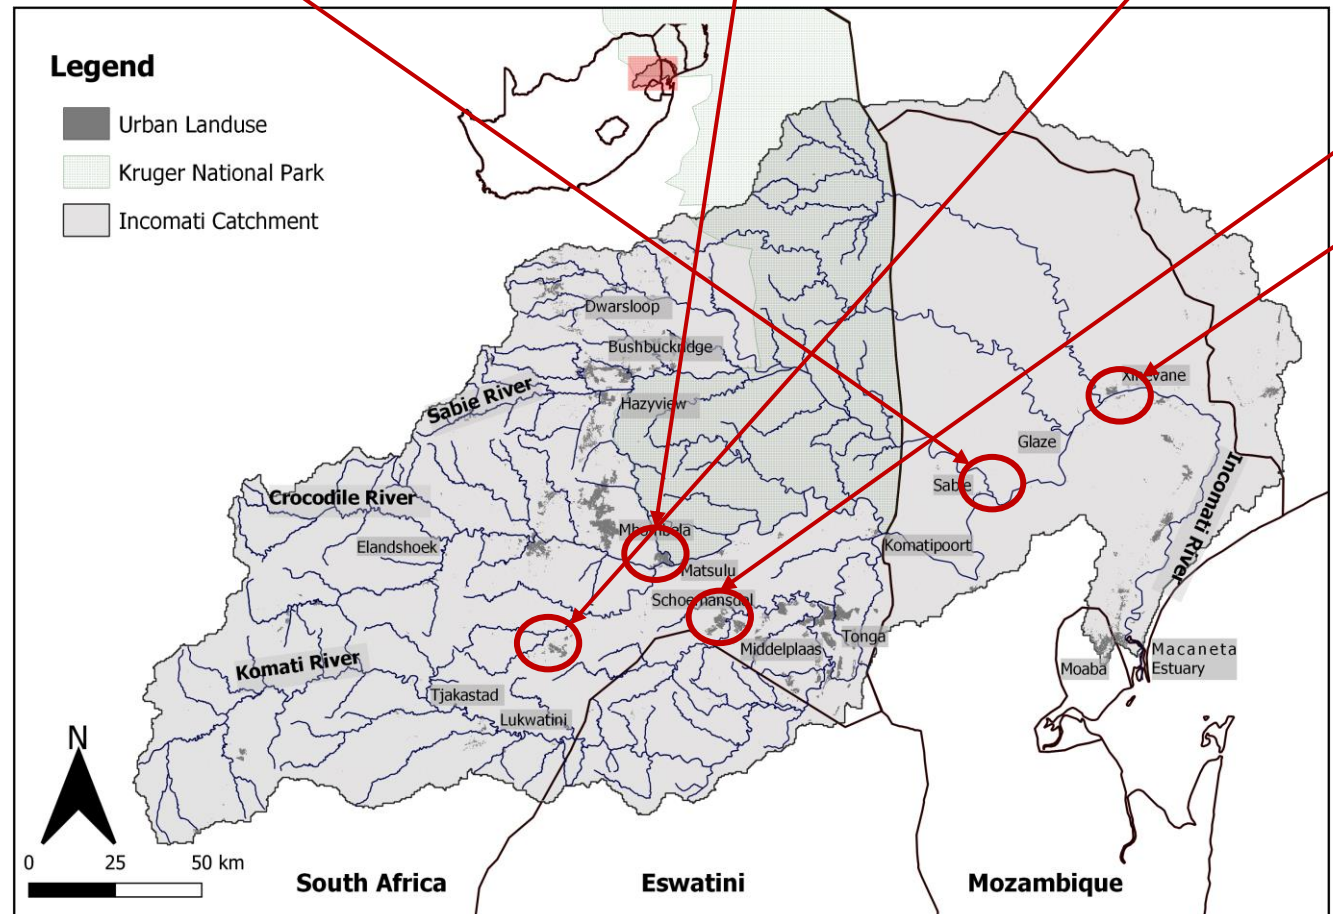 Legend
Urban Landuse
Kruger National Park
Incomati Catchment
Dwarsloop
Bushbuckridge
Sabie River
Hazyview
Glaze
Sabie
Crocodile River
Elandshoek
Komatipoort
Matsulu
Incomati River
Middelplaas
Tonga
Komati River
Tjakastad
Lukwatini
Moaba
Macaneta
Estuary
N
0 25 50 km
South Africa
Eswatini
Mozambique